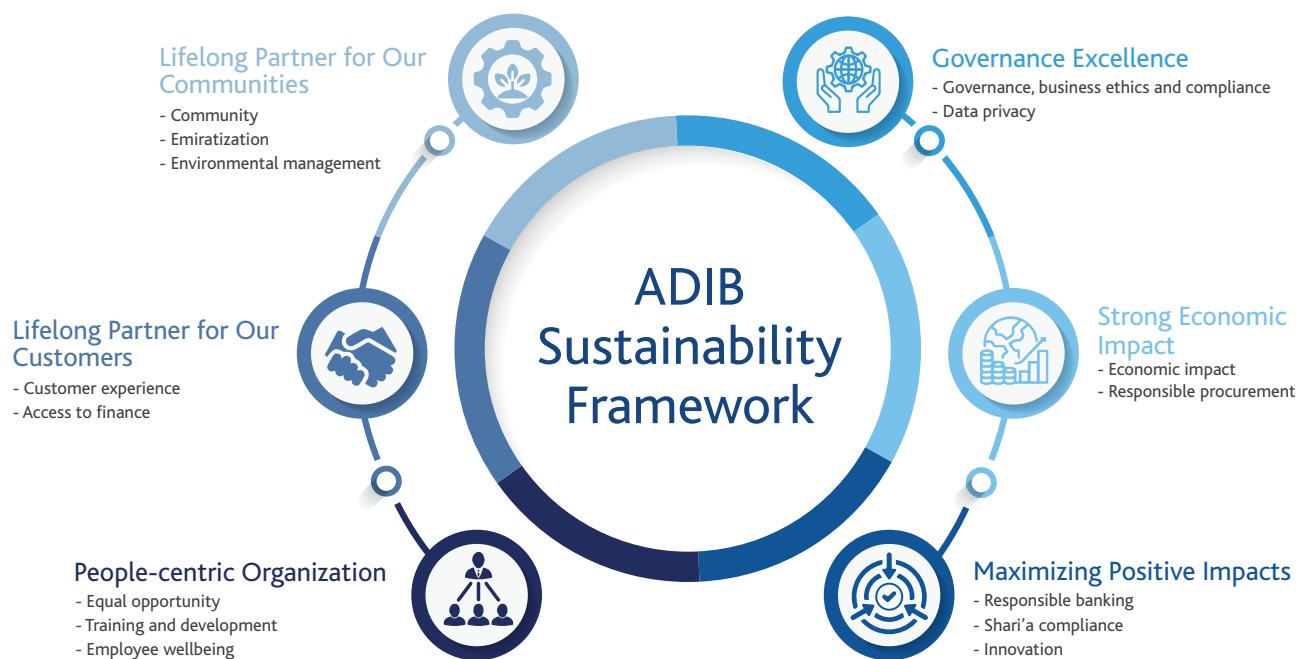 Lifelong Partner for Our
Communities
- Community
- Emiratization
- Environmental management
Governance Excellence
- Governance, business ethics and compliance
- Data privacy
ADIB
Sustainability
Framework
Lifelong Partner for Our
Customers
- Customer experience
- Access to finance
Strong Economic
Impact
- Economic impact
- Responsible procurement
People-centric Organization
- Equal opportunity
- Training and development
- Employee wellbeing
Maximizing Positive Impacts
- Responsible banking
- Shari’a compliance
- Innovation